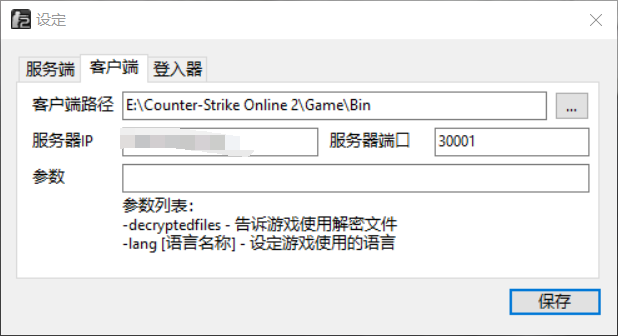 设定
服务端 客户端 登入器
客户端路径 E:\Counter-Strike Online 2\Game\Bin ...
服务器IP 服务器端口 30001
参数
参数列表：
-decryptedfiles - 告诉游戏使用解密文件
-lang [语言名称] - 设定游戏使用的语言
保存